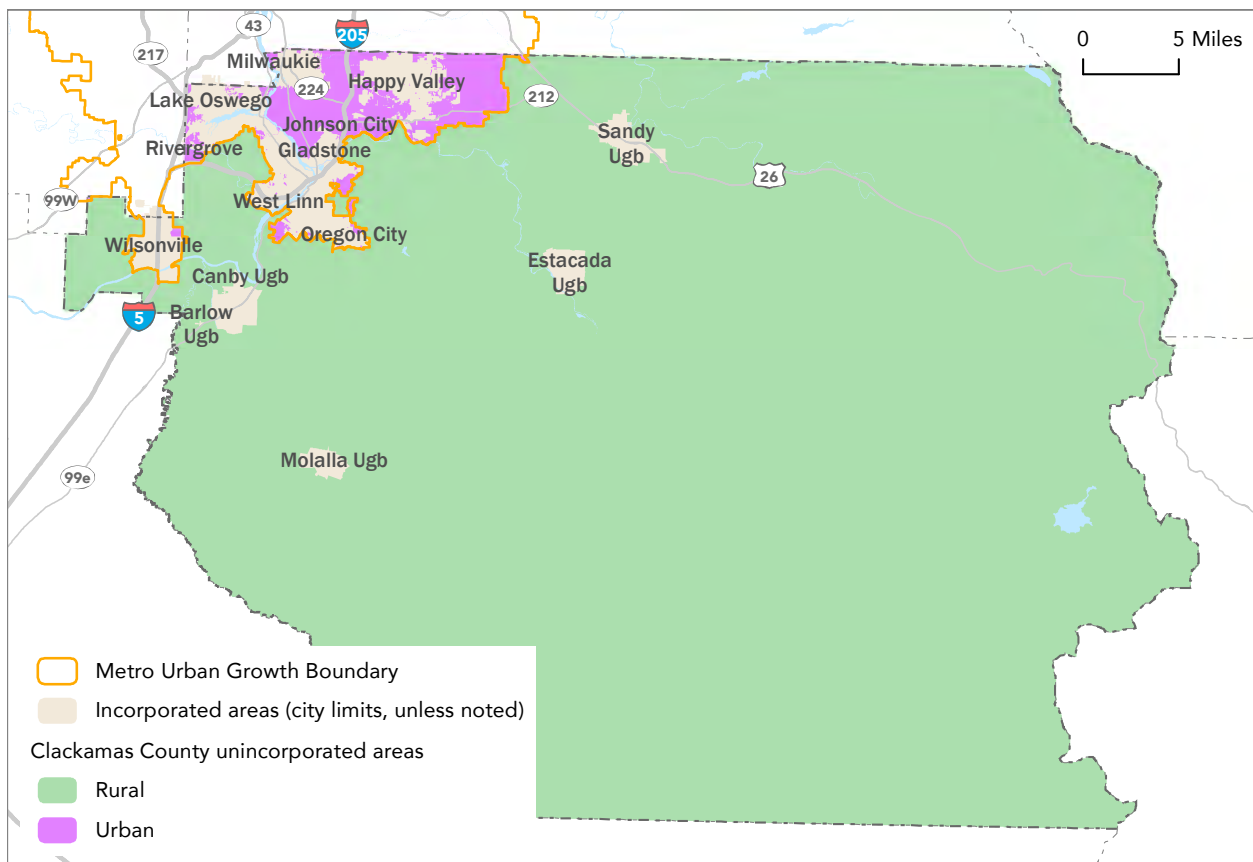 43
205
217
0 5 Miles
Milwaukie
Happy Valley
224
Lake Oswego
212
Johnson City
Sandy
Ugb
Rivergrove
Gladstone
26
99W
West Linn
Oregon City
Wilsonville
Estacada
Ugb
Canby Ugb
Barlow
Ugb
5
Molalla Ugb
99e
Metro Urban Growth Boundary
Incorporated areas (city limits, unless noted)
Clackamas County unincorporated areas
Rural
Urban